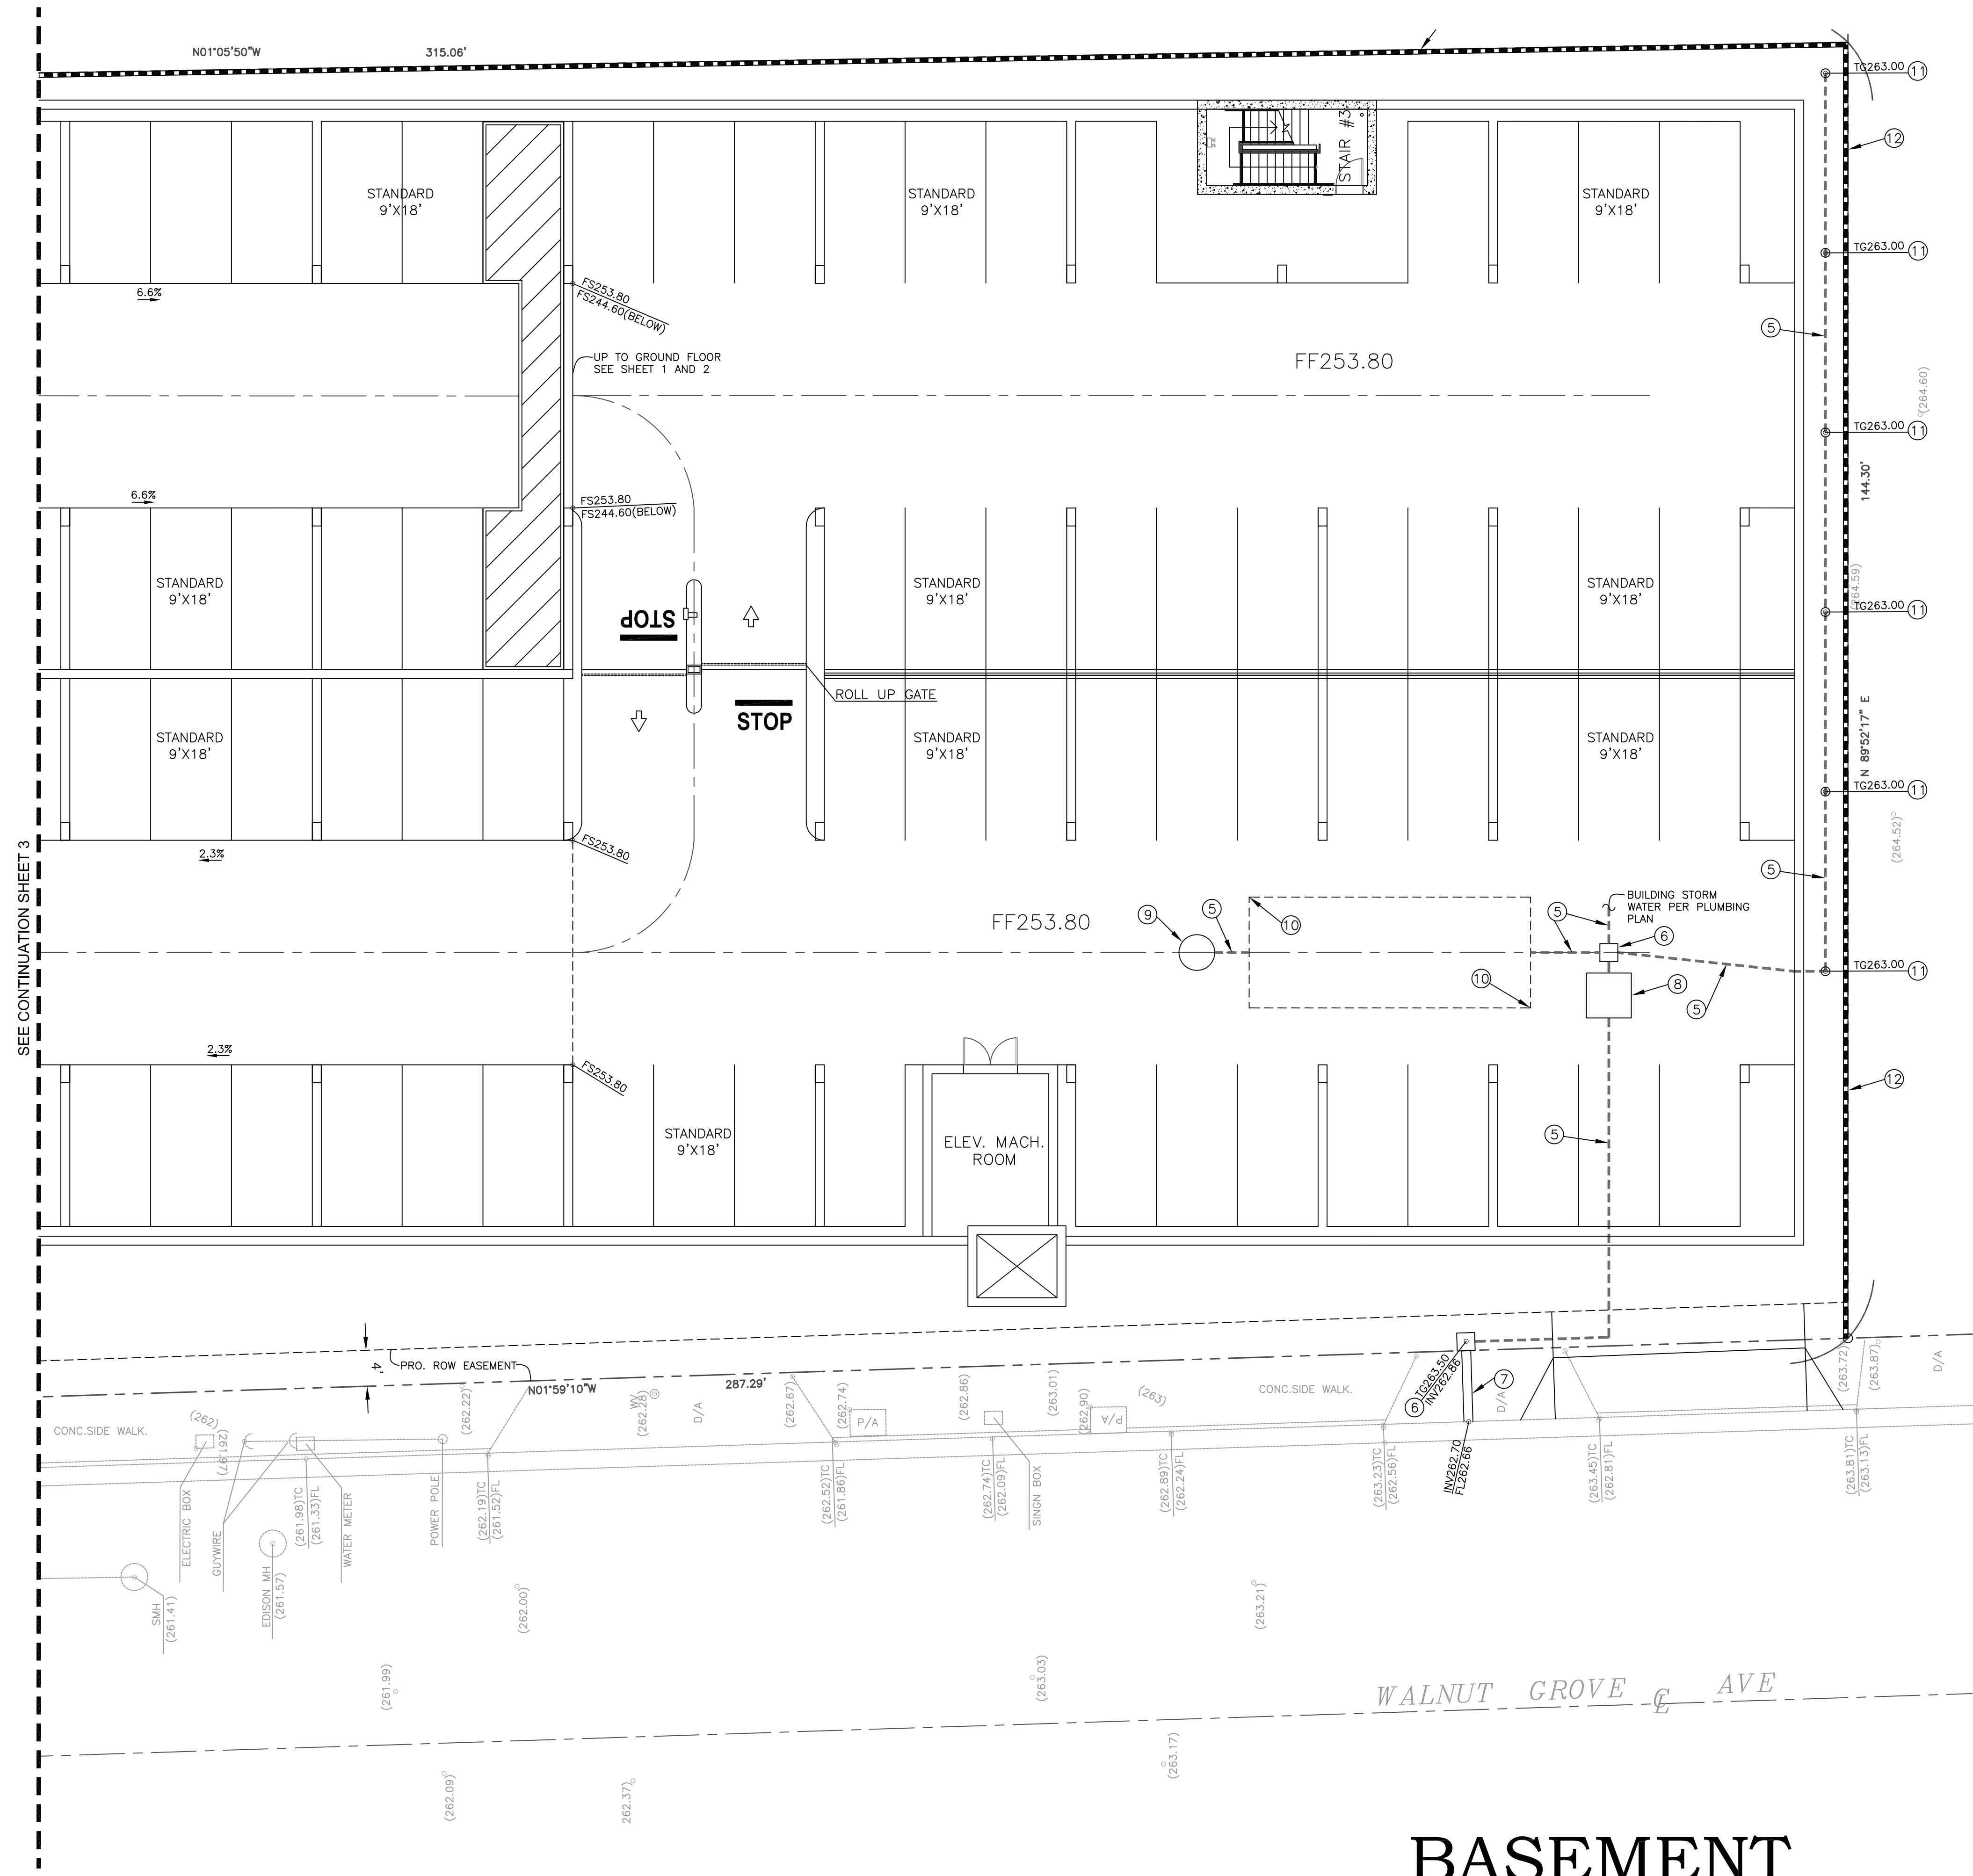 N01°05'50"W
315.06'
TG263.00
11
12
STAIR #3
STANDARD
9'X18'
STANDARD
9'X18'
STANDARD
9'X18'
TG263.00
11
6.6%
FS253.80
FS244.60(BELOW)
5
UP TO GROUND FLOOR
SEE SHEET 1 AND 2
FF253.80
(264.60)
TG263.00
11
144.30'
6.6%
FS253.80
FS244.60(BELOW)
(264.59)
STANDARD
9'X18'
STANDARD
9'X18'
STANDARD
9'X18'
TG263.00
11
STOP
ROLL UP GATE
STOP
N 89°52'17" E
STANDARD
9'X18'
STANDARD
9'X18'
STANDARD
9'X18'
TG263.00
11
(264.52)
SEE CONTINUATION SHEET 3
2.3%
FS253.80
5
BUILDING STORM
WATER PER PLUMBING
PLAN
FF253.80
9
5
10
5
6
TG263.00
11
10
8
5
2.3%
FS253.80
12
STANDARD
9'X18'
ELEV. MACH.
ROOM
5
4'
PRO. ROW EASEMENT
N01°59'10"W
287.29'
TG263.50
INV262.86
6
7
D/A
(263.72)
(263.87)
D/A
CONC.SIDE WALK.
(262)
(261.97)
(262.22)
WV
(262.28)
D/A
(262.67)
(262.74)
P/A
(262.86)
(263.01)
(262.90)
P/A
(263)
CONC.SIDE WALK.
ELECTRIC BOX
GUYWIRE
(261.98)TC
(261.33)FL
WATER METER
POWER POLE
(262.19)TC
(261.52)FL
(262.52)TC
(261.86)FL
(262.74)TC
(262.09)FL
SINGN BOX
(262.89)TC
(262.24)FL
(263.23)TC
(262.56)FL
INV262.70
FL262.66
(263.45)TC
(262.81)FL
(263.81)TC
(263.13)FL
SMH
(261.41)
EDISON MH
(261.57)
(262.00)
(263.21)
(261.99)
(263.03)
WALNUT GROVE CL AVE
(262.09)
262.37)
(263.17)
BASEMENT